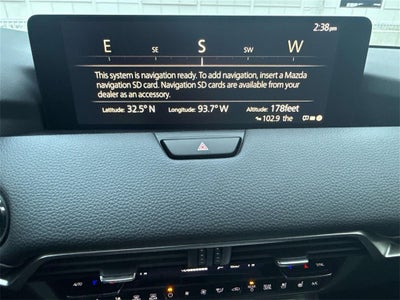 2:38pm
E SE S SW W
This system is navigation ready. To add navigation, insert a Mazda
navigation SD card. Navigation SD cards are available from your
dealer as an accessory.
Latitude: 32.5° N Longitude: 93.7° W Altitude: 178feet
102.9 the
AUTO